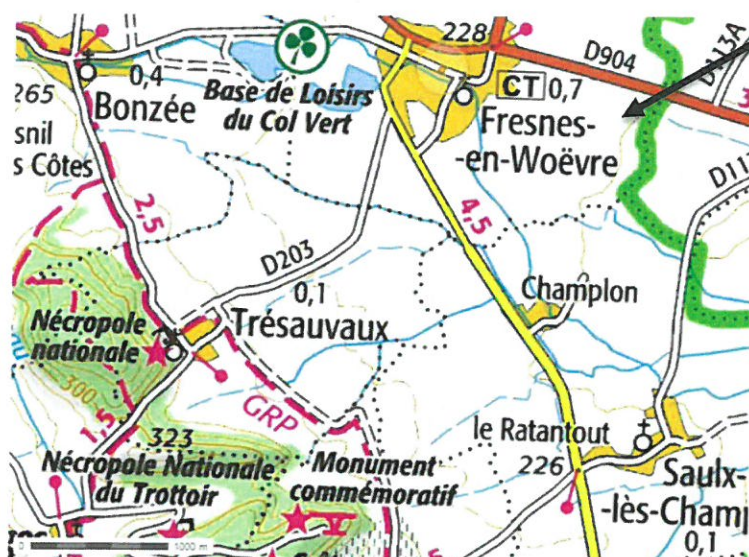 228
D904
D113A
0,4
Base de Loisirs
du Col Vert
CT 0,7
265
Bonzée
Fresnes-
-en-Woëvre
snil
s Côtes
2,5
4,5
D203
0,1
Champlon
Nécropole
nationale
Trésauvaux
300
1,5
GRP
323
le Ratantout
Nécropole Nationale
du Trottoir
Monument
commémoratif
226
Saulx-
-lès-Champ
0,1
0
1000 m